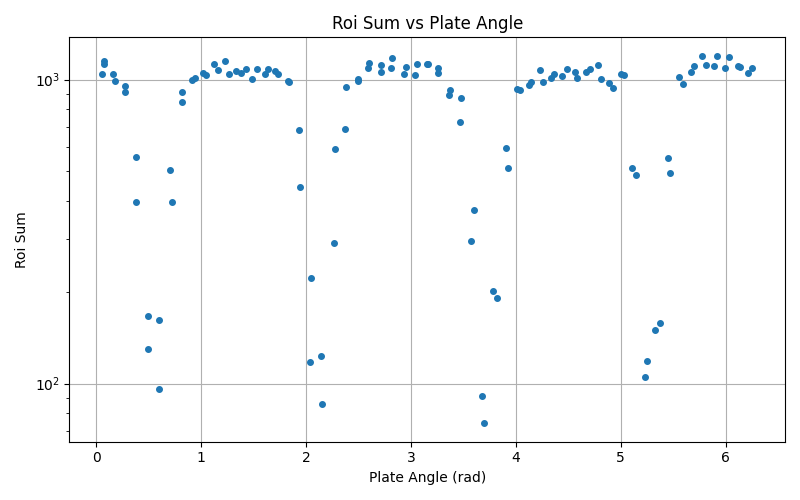 Roi Sum vs Plate Angle
10³
10²
Roi Sum
0 1 2 3 4 5 6
Plate Angle (rad)